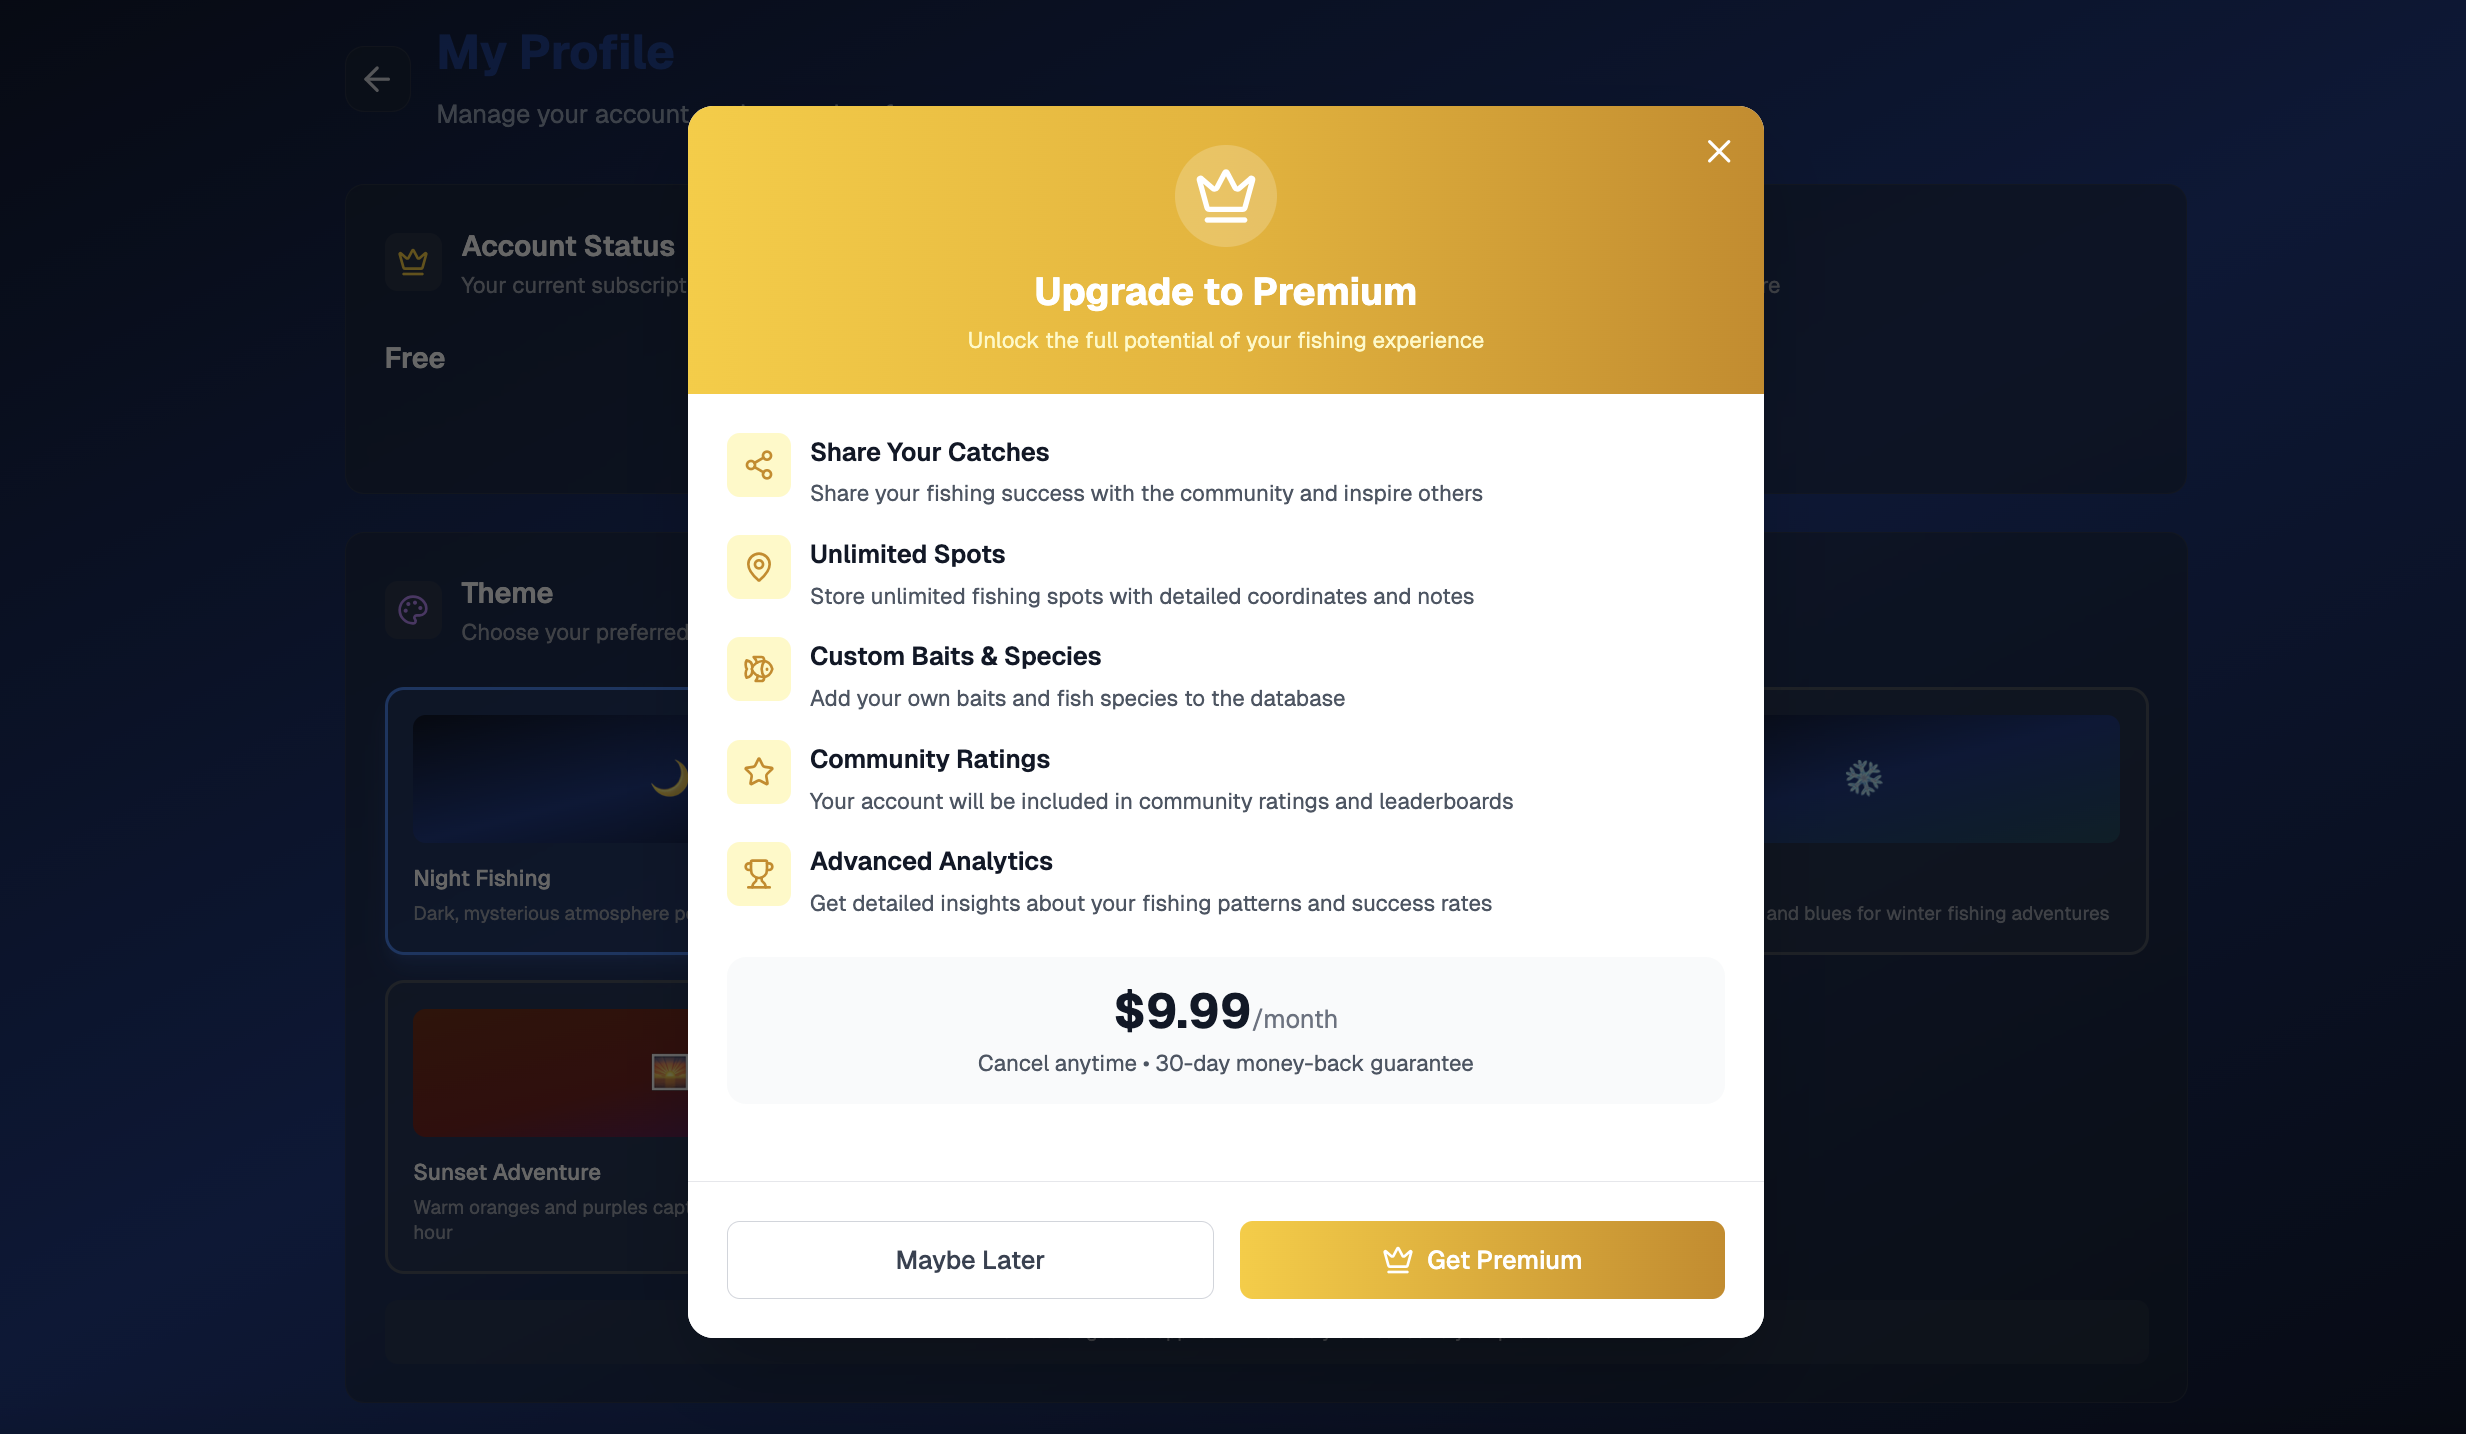 My Profile
Manage your account
Upgrade to Premium
Unlock the full potential of your fishing experience
Account Status
Your current
Free
Share Your Catches
Share your fishing success with the community and inspire others
Unlimited Spots
Store unlimited fishing spots with detailed coordinates and notes
Custom Baits & Species
Add your own baits and fish species to the database
Community Ratings
Your account will be included in community ratings and leaderboards
Advanced Analytics
Get detailed insights about your fishing patterns and success rates
$9.99/month
Cancel anytime • 30-day money-back guarantee
Maybe Later
Get Premium
Theme
Choose your preferred
Night Fishing
Dark, mysterious atmosphere
and blues for winter fishing adventures
Sunset Adventure
Warm oranges and purples
hour